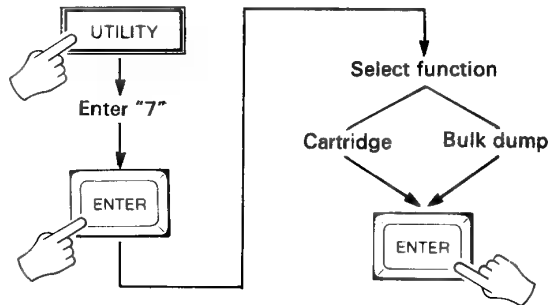 UTILITY
Enter "7"
ENTER
Select function
Cartridge
Bulk dump
ENTER